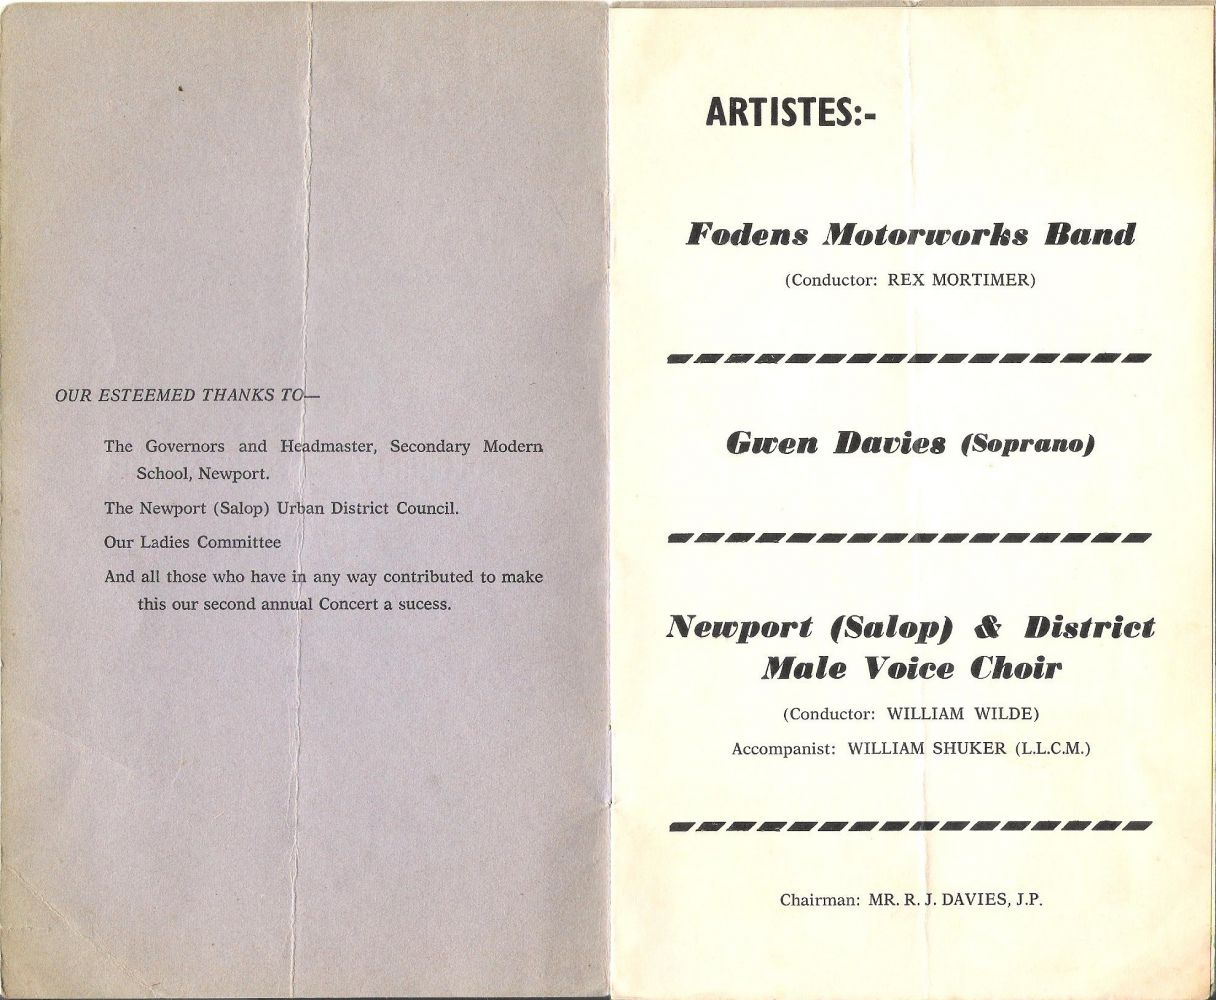 OUR ESTEEMED THANKS TO—
The Governors and Headmaster, Secondary Modern
School, Newport.
The Newport (Salop) Urban District Council.
Our Ladies Committee
And all those who have in any way contributed to make
this our second annual Concert a sucess.
ARTISTES:-
Fodens Motorworks Band
(Conductor: REX MORTIMER)
Gwen Davies (Soprano)
Newport (Salop) & District
Male Voice Choir
(Conductor: WILLIAM WILDE)
Accompanist: WILLIAM SHUKER (L.L.C.M.)
Chairman: MR. R. J. DAVIES, J.P.